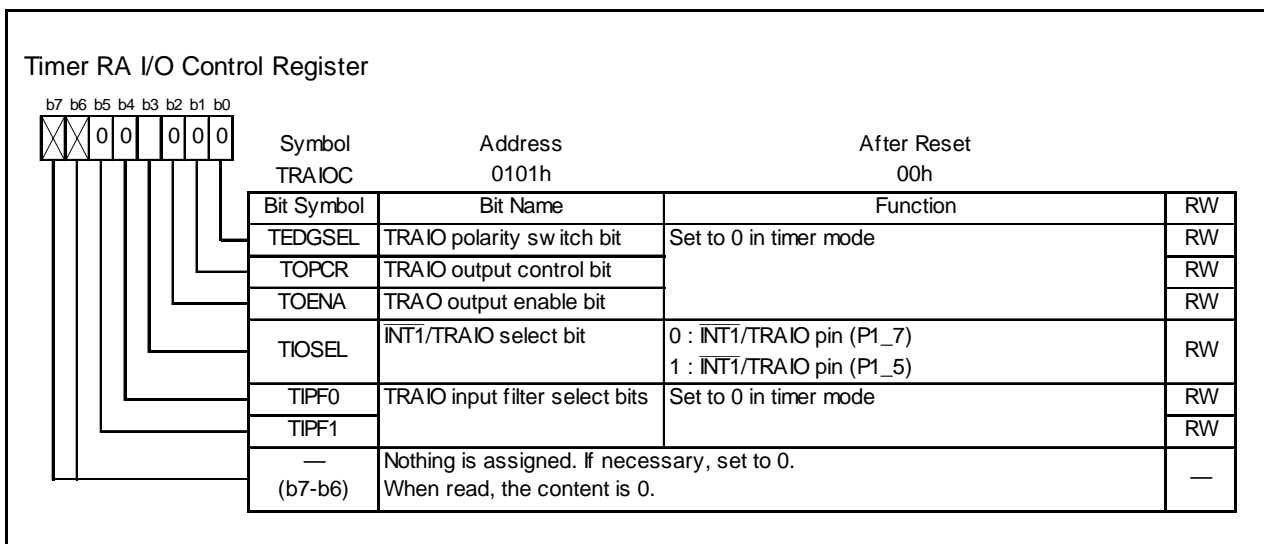 Timer RA I/O Control Register
b7 b6 b5 b4 b3 b2 b1 b0
0 0 0 0 0
Symbol Address After Reset
TRAIOC 0101h 00h
Bit Symbol Bit Name Function RW
TEDGSEL TRAIO polarity switch bit Set to 0 in timer mode RW
TOPCR TRAIO output control bit RW
TOENA TRAO output enable bit RW
TIOSEL INT1/TRAIO select bit 0 : INT1/TRAIO pin (P1_7) RW
1 : INT1/TRAIO pin (P1_5)
TIPF0 TRAIO input filter select bits Set to 0 in timer mode RW
TIPF1 RW
— Nothing is assigned. If necessary, set to 0. —
(b7-b6) When read, the content is 0.